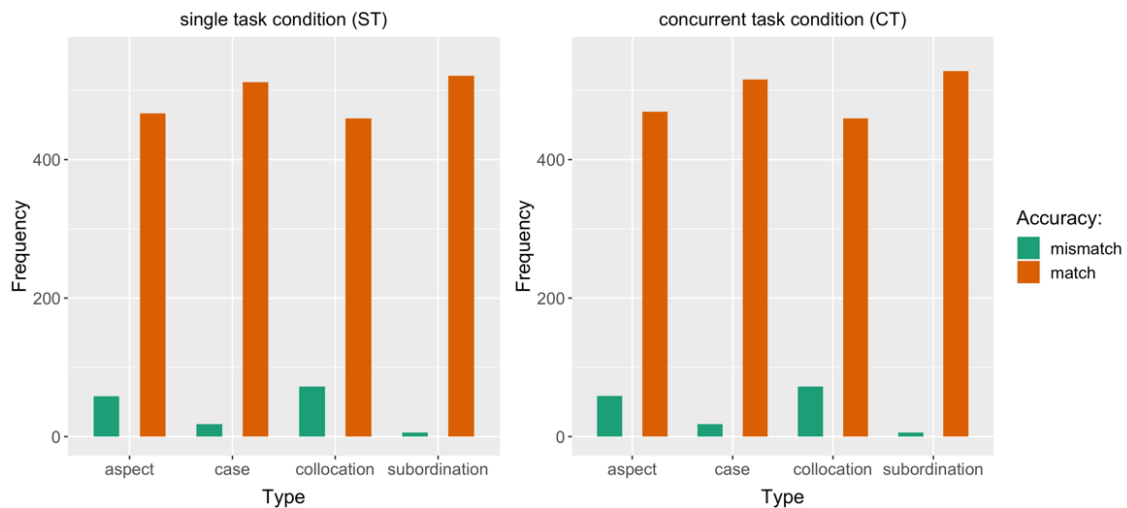 single task condition (ST)
Frequency
400
200
0
aspect case collocation subordination
Type
concurrent task condition (CT)
Frequency
400
200
0
aspect case collocation subordination
Type
Accuracy:
mismatch
match